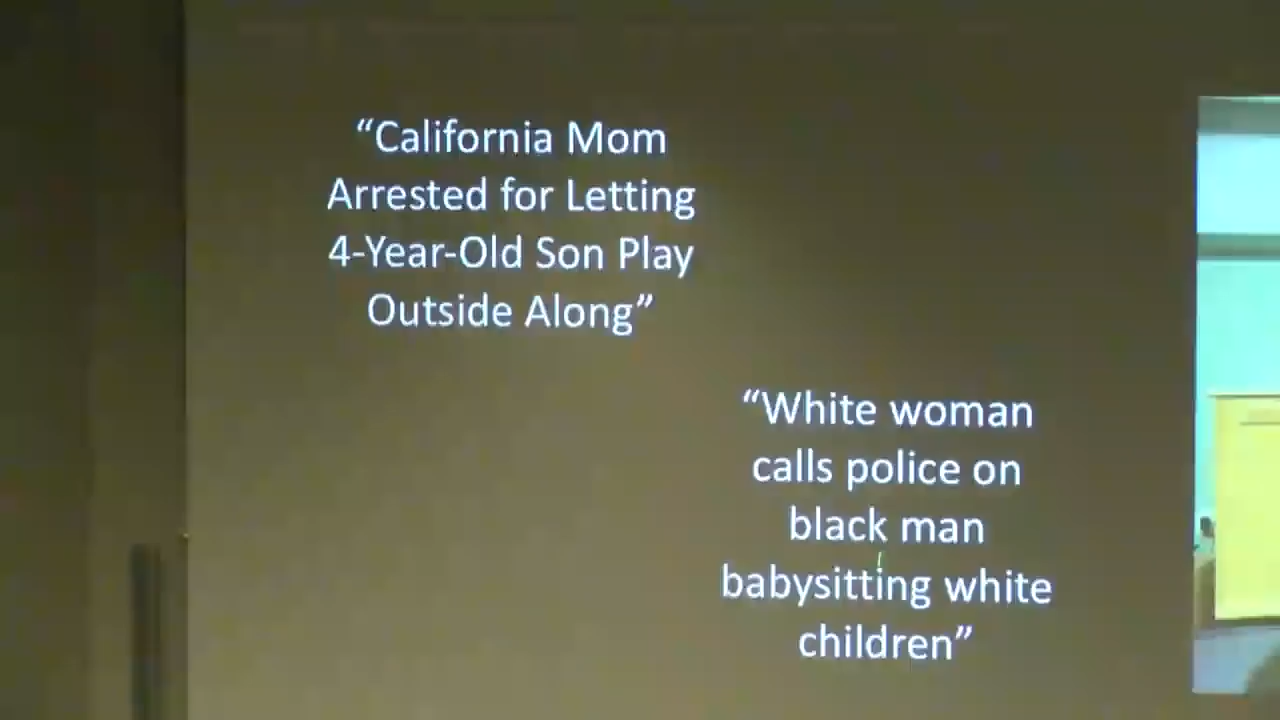 “California Mom
Arrested for Letting
4-Year-Old Son Play
Outside Along”
“White woman
calls police on
black man
babysitting white
children”